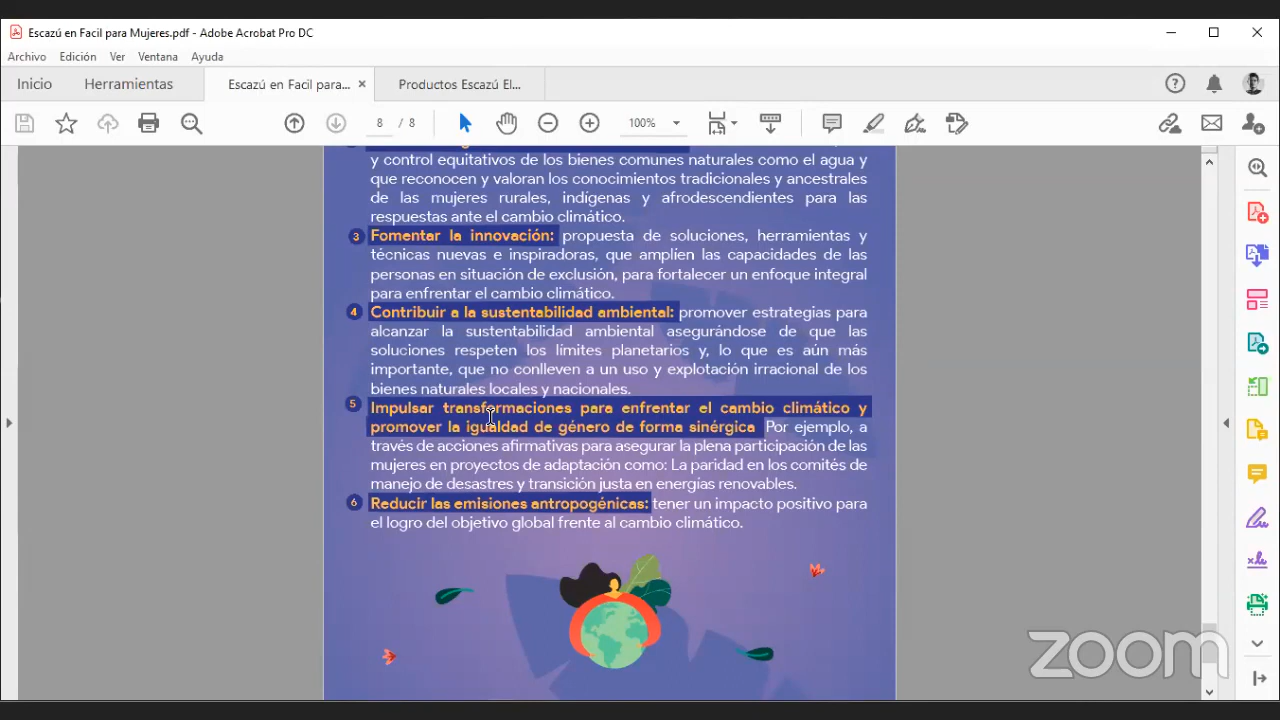 Escazú en Facil para Mujeres.pdf - Adobe Acrobat Pro DC
Archivo Edición Ver Ventana Ayuda
Inicio Herramientas Escazú en Facil para... × Productos Escazú El...
8 / 8 100%
y control equitativos de los bienes comunes naturales como el agua y
que reconocen y valoran los conocimientos tradicionales y ancestrales
de las mujeres rurales, indígenas y afrodescendientes para las
respuestas ante el cambio climático.
3 Fomentar la innovación: propuesta de soluciones, herramientas y
técnicas nuevas e inspiradoras, que amplíen las capacidades de las
personas en situación de exclusión, para fortalecer un enfoque integral
para enfrentar el cambio climático.
4 Contribuir a la sustentabilidad ambiental: promover estrategias para
alcanzar la sustentabilidad ambiental asegurándose de que las
soluciones respeten los límites planetarios y, lo que es aún más
importante, que no conlleven a un uso y explotación irracional de los
bienes naturales locales y nacionales.
5 Impulsar transformaciones para enfrentar el cambio climático y
promover la igualdad de género de forma sinérgica Por ejemplo, a
través de acciones afirmativas para asegurar la plena participación de las
mujeres en proyectos de adaptación como: La paridad en los comités de
manejo de desastres y transición justa en energías renovables.
6 Reducir las emisiones antropogénicas: tener un impacto positivo para
el logro del objetivo global frente al cambio climático.
zoom